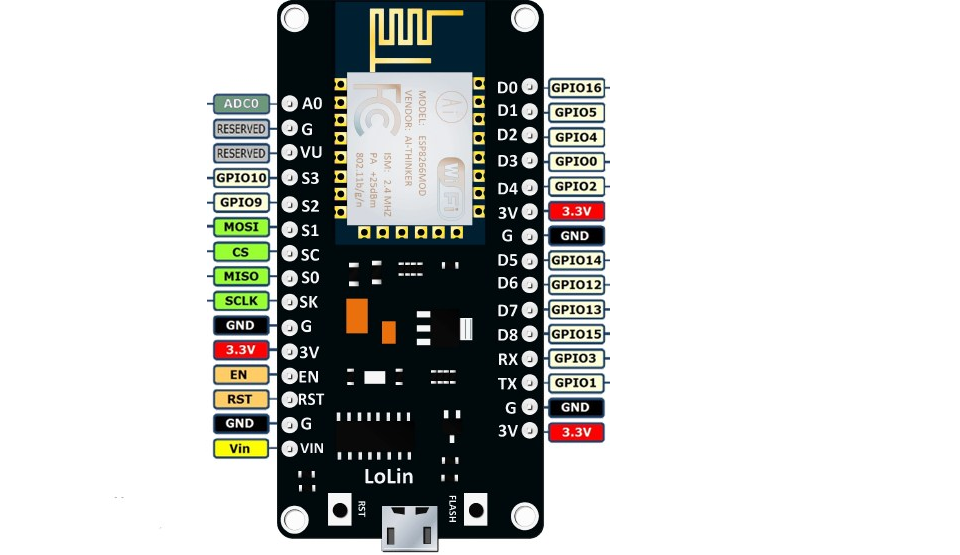 ADC0 A0
RESERVED G
RESERVED VU
GPIO10 S3
GPIO9 S2
MOSI S1
CS SC
MISO S0
SCLK SK
GND G
3.3V 3V
EN EN
RST RST
GND G
Vin VIN
MODEL: ESP8266MOD
VENDOR: AI-THINKER
ISM: 2.4 MHZ
PA +25dBm
802.11b/g/n
FC
Ai
WiFi
D0 GPIO16
D1 GPIO5
D2 GPIO4
D3 GPIO0
D4 GPIO2
3V 3.3V
G GND
D5 GPIO14
D6 GPIO12
D7 GPIO13
D8 GPIO15
RX GPIO3
TX GPIO1
G GND
3V 3.3V
LoLin
RST
FLASH